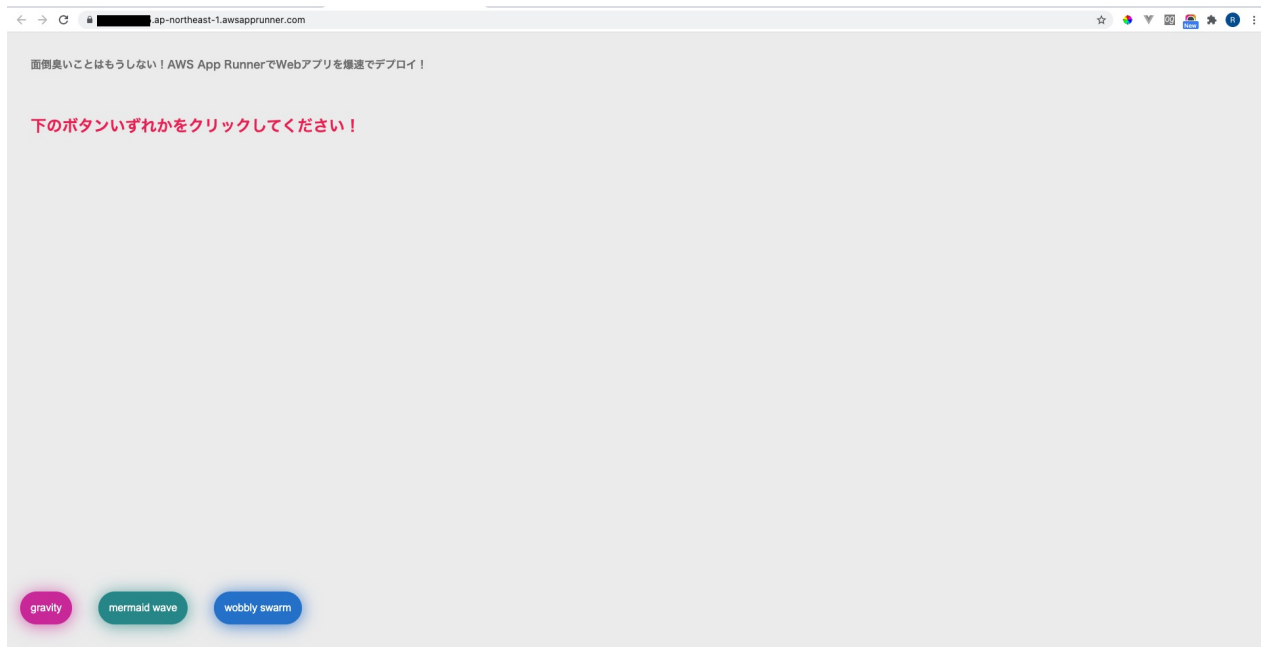 .ap-northeast-1.awsapprunner.com
New
R
面倒臭いことはもうしない！AWS App RunnerでWebアプリを爆速でデプロイ！
下のボタンいずれかをクリックしてください！
gravity
mermaid wave
wobbly swarm